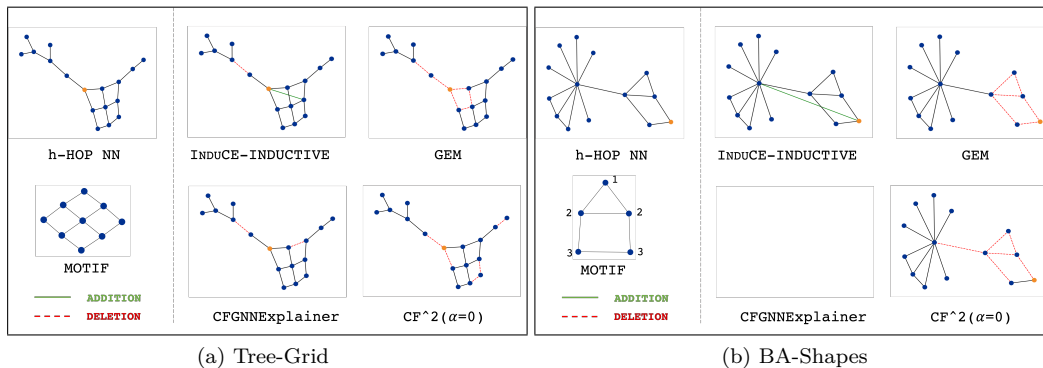 h-HOP NN
INDUCE-INDUCTIVE
GEM
MOTIF
ADDITION
DELETION
CFGNNExplainer
CF^2(α=0)
(a) Tree-Grid
h-HOP NN
INDUCE-INDUCTIVE
GEM
1
2 2
3 3
MOTIF
ADDITION
DELETION
CFGNNExplainer
CF^2(α=0)
(b) BA-Shapes